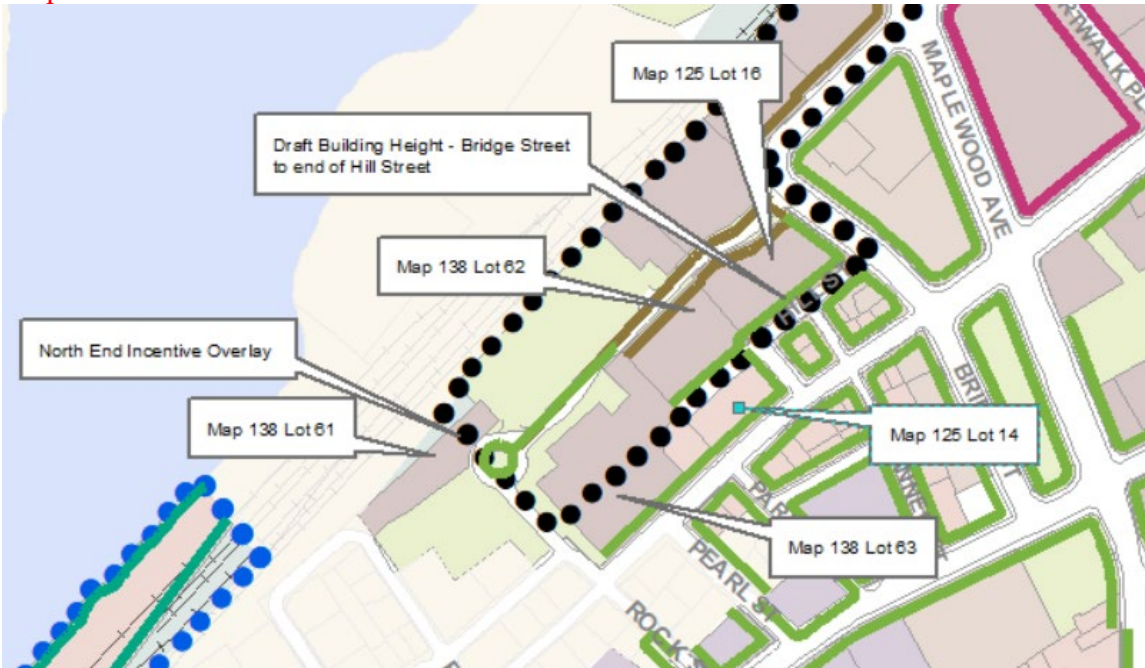 Map 125 Lot 16
Draft Building Height - Bridge Street
to end of Hill Street
Map 138 Lot 62
North End Incentive Overlay
Map 138 Lot 61
Map 125 Lot 14
Map 138 Lot 63
MAPLEWOOD AVE
HILL S
PEARL ST